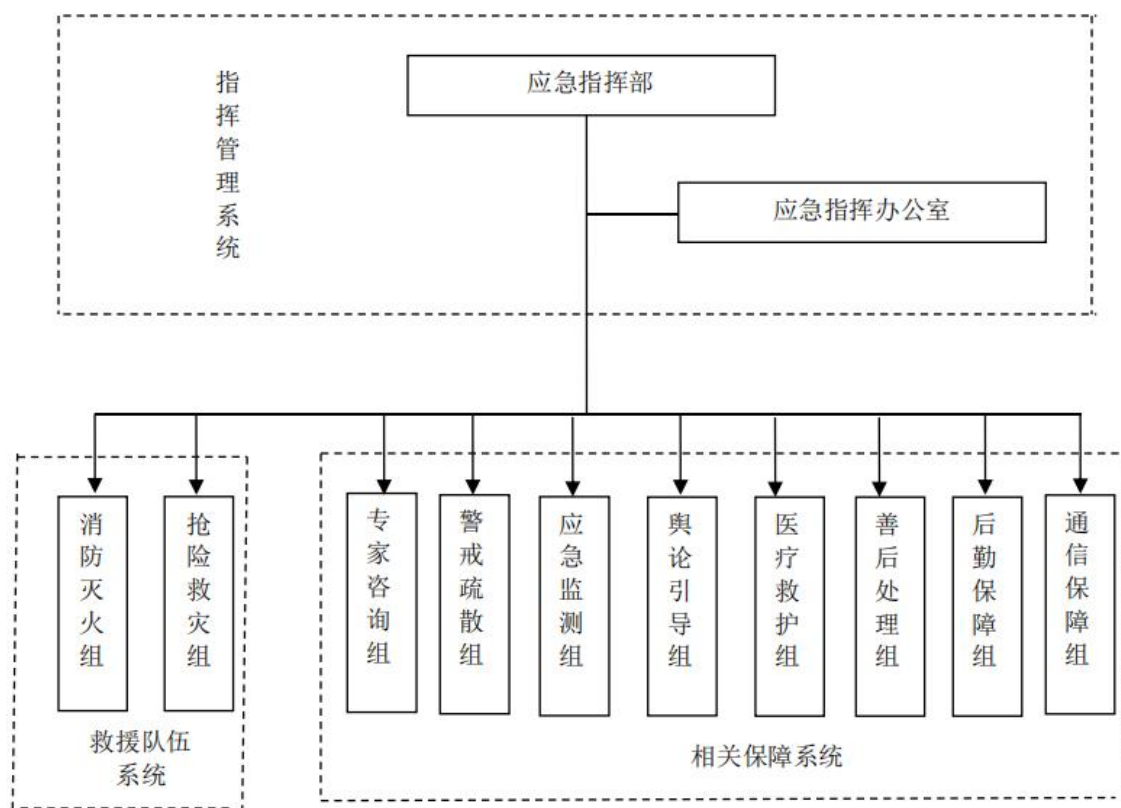 指挥管理系统
应急指挥部
应急指挥办公室
消防灭火组
抢险救灾组
专家咨询组
警戒疏散组
应急监测组
舆论引导组
医疗救护组
善后处理组
后勤保障组
通信保障组
救援队伍
系统
相关保障系统